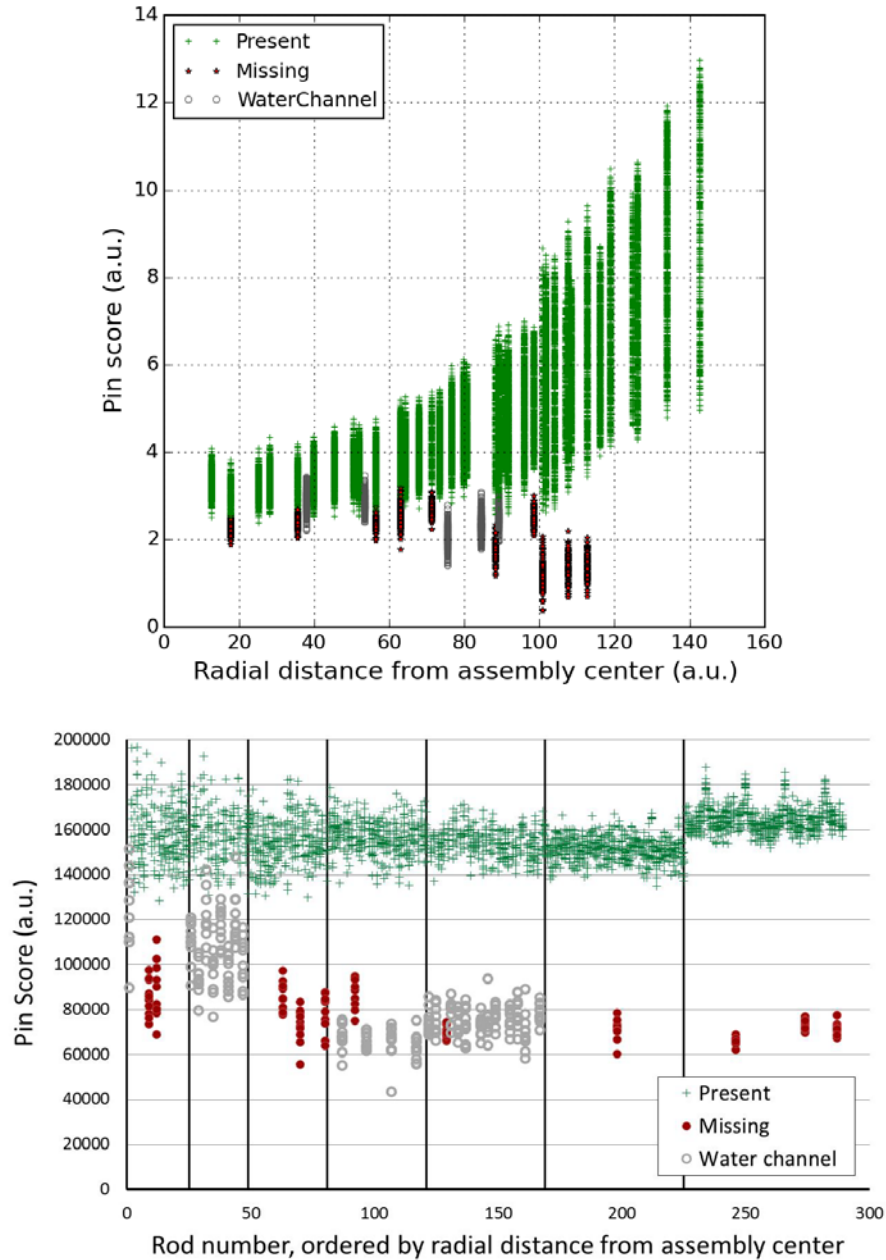 14
12
10
8
6
4
2
0
Pin score (a.u.)
Present
Missing
WaterChannel
0 20 40 60 80 100 120 140 160
Radial distance from assembly center (a.u.)
200000
180000
160000
140000
120000
100000
80000
60000
40000
20000
0
Pin Score (a.u.)
Present
Missing
Water channel
0 50 100 150 200 250 300
Rod number, ordered by radial distance from assembly center